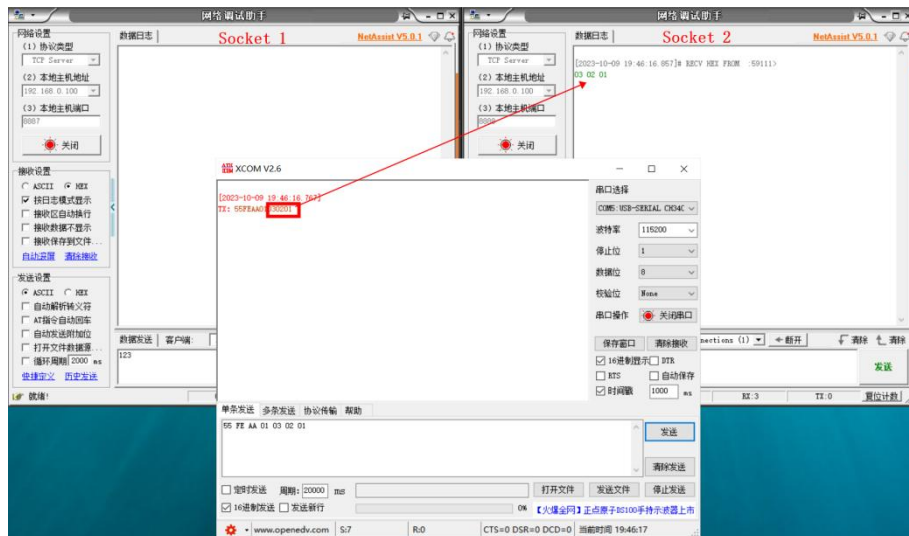 网络调试助手
网络设置
(1) 协议类型
TCP Server
(2) 本地主机地址
192.168.0.100
(3) 本地主机端口
8887
关闭
接收设置
ASCII HEX
按日志模式显示
接收区自动换行
接收数据不显示
接收保存到文件...
自动滚屏 清除接收
发送设置
ASCII HEX
自动解析转义符
AT指令自动回车
自动发送附加位
打开文件数据源...
循环周期 2000 ms
快捷定义 历史发送
就绪!
数据日志
Socket 1
NetAssist V5.0.1
数据发送 客户端:
123
网络调试助手
网络设置
(1) 协议类型
TCP Server
(2) 本地主机地址
192.168.0.100
(3) 本地主机端口
关闭
数据日志
Socket 2
NetAssist V5.0.1
[2023-10-09 19:46:16.857]# RECV HEX FROM :59111>
03 02 01
(1) 断开 清除 清除
发送
RX:3 TX:0 复位计数
XCOM V2.6
[2023-10-09 19:46:16.767]
TX: 55FEAA01030201
串口选择
COM5: USB-SERIAL CH34C
波特率 115200
停止位 1
数据位 8
校验位 None
串口操作 关闭串口
保存窗口 清除接收
16进制显示 DTR
RTS 自动保存
时间戳 1000 ms
单条发送 多条发送 协议传输 帮助
55 FE AA 01 03 02 01
发送
清除发送
定时发送 周期: 20000 ms 打开文件 发送文件 停止发送
16进制发送 发送新行 0% 【火爆全网】正点原子DS100手持示波器上市
www.openedv.com S:7 R:0 CTS=0 DSR=0 DCD=0 当前时间 19:46:17